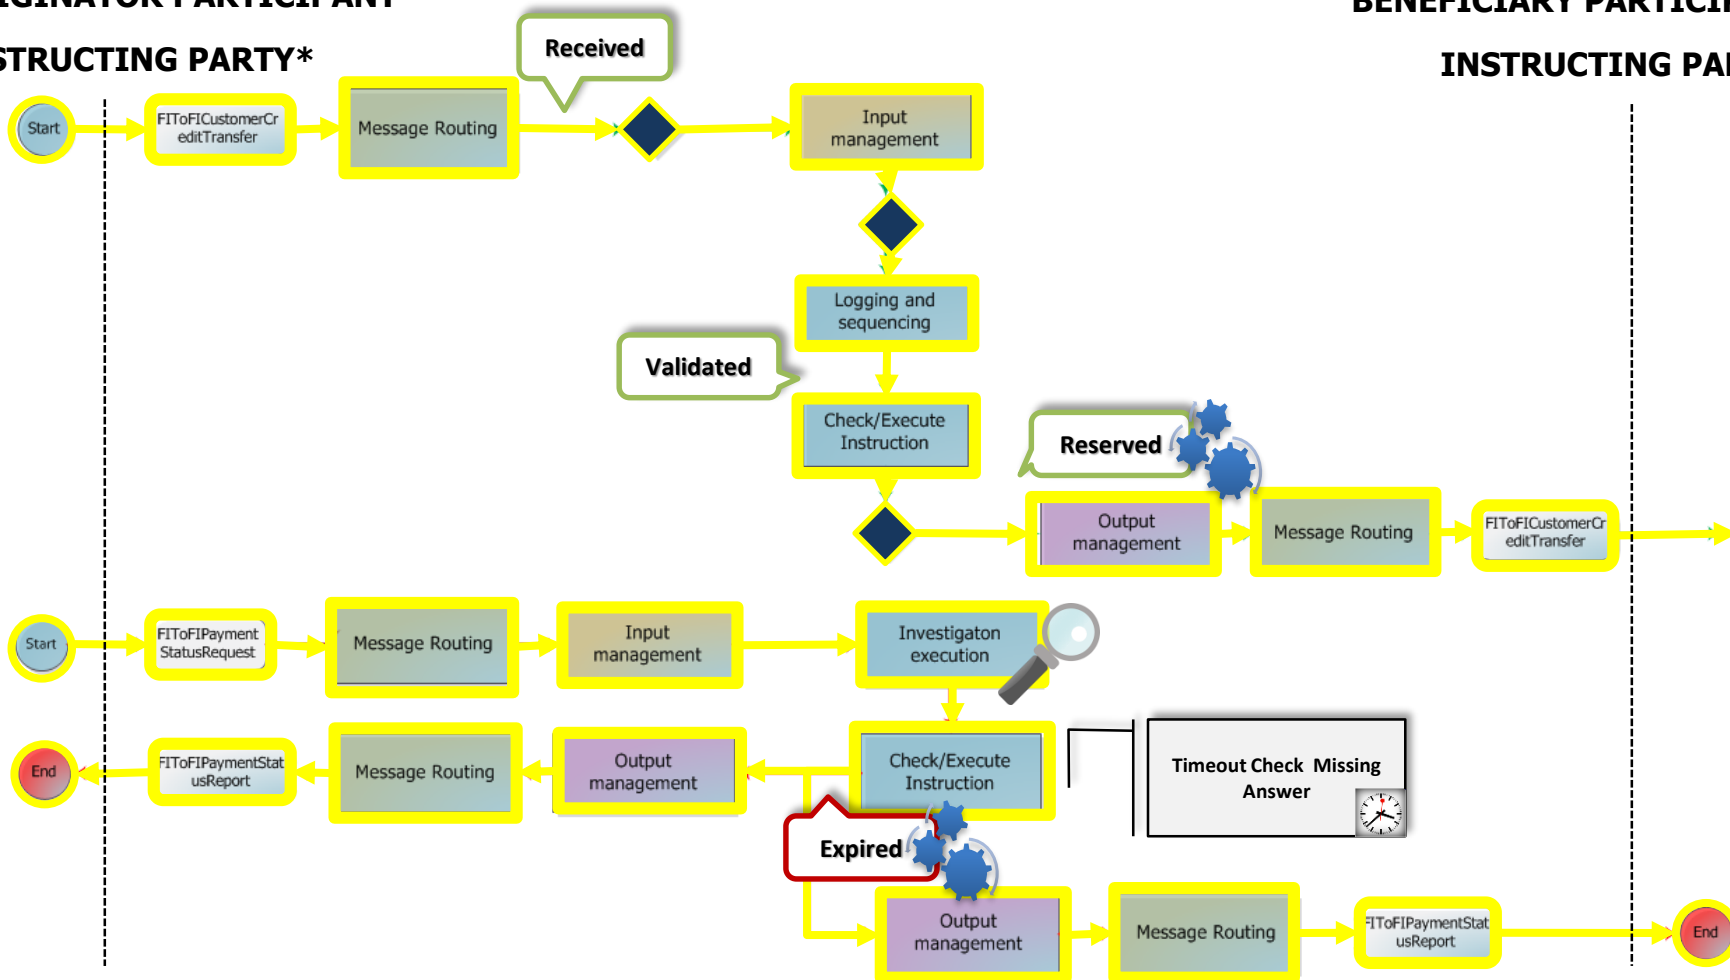 STRUCTING PARTY*
INSTRUCTING PA
Received
Start
FIToFICustomerCr
editTransfer
Message Routing
Input
management
Logging and
sequencing
Validated
Check/Execute
Instruction
Reserved
Output
management
Message Routing
FIToFICustomerCr
editTransfer
Start
FIToFIPayment
StatusRequest
Message Routing
Input
management
Investigaton
execution
End
FIToFIPaymentStat
usReport
Message Routing
Output
management
Check/Execute
Instruction
Timeout Check Missing
Answer
Expired
Output
management
Message Routing
FIToFIPaymentStat
usReport
End